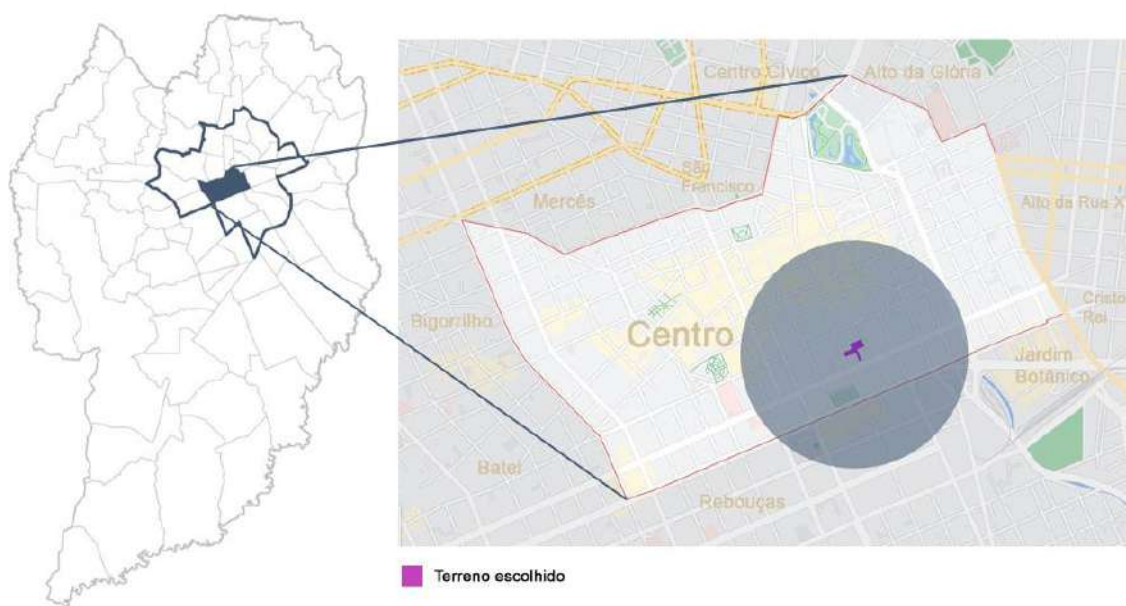 Centro Cívico
Alto da Glória
São
Francisco
Mercês
Alto da Rua X
Bigorrilho
Centro
Cristo
Rei
Jardim
Botânico
Batel
Rebouças
Terreno escolhido